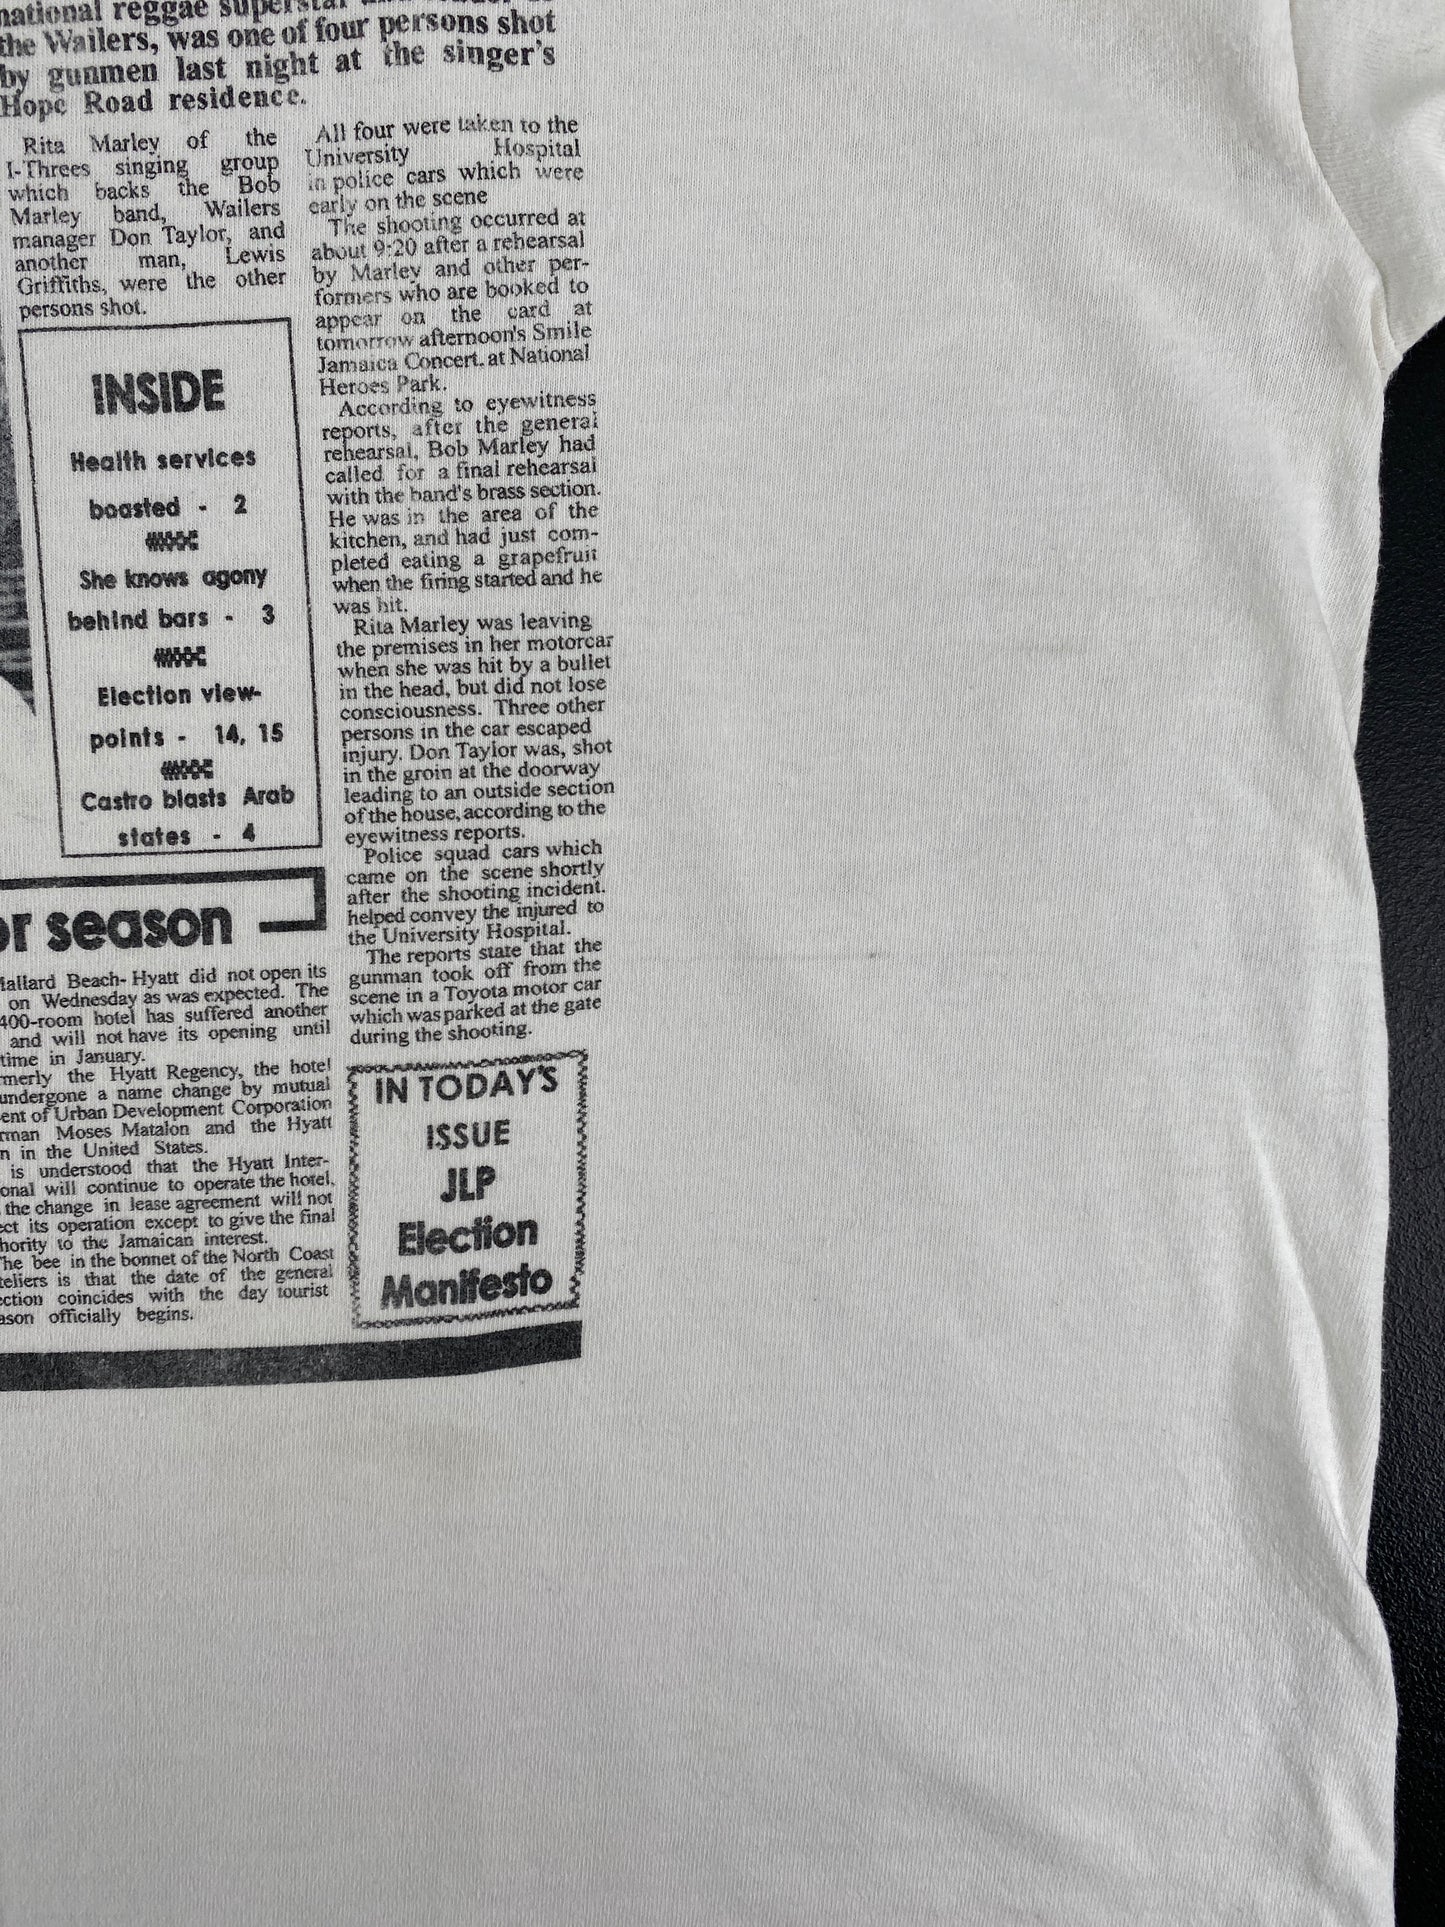 national reggae superstar
the Wailers, was one of four persons shot
by gunmen last night at the singer's
Hope Road residence.
Rita Marley of the
I-Threes singing group
which backs the Bob
Marley band, Wailers
manager Don Taylor, and
another man, Lewis
Griffiths, were the other
persons shot.
INSIDE
Health services
boasted - 2
She knows agony
behind bars - 3
Election view-
points - 14, 15
Castro blasts Arab
states - 4
All four were taken to the
University Hospital
in police cars which were
early on the scene
The shooting occurred at
about 9:20 after a rehearsal
by Marley and other per-
formers who are booked to
appear on the card at
tomorrow afternoon's Smile
Jamaica Concert. at National
Heroes Park.
According to eyewitness
reports, after the general
rehearsal, Bob Marley had
called for a final rehearsal
with the band's brass section.
He was in the area of the
kitchen, and had just com-
pleted eating a grapefruit
when the firing started and he
was hit.
Rita Marley was leaving
the premises in her motorcar
when she was hit by a bullet
in the head, but did not lose
consciousness. Three other
persons in the car escaped
injury. Don Taylor was, shot
in the groin at the doorway
leading to an outside section
of the house, according to the
eyewitness reports.
Police squad cars which
came on the scene shortly
after the shooting incident.
helped convey the injured to
the University Hospital.
The reports state that the
gunman took off from the
scene in a Toyota motor car
which was parked at the gate
during the shooting.
or season
Mallard Beach-Hyatt did not open its
on Wednesday as was expected. The
400-room hotel has suffered another
and will not have its opening until
time in January.
rmerly the Hyatt Regency, the hotel
undergone a name change by mutual
ent of Urban Development Corporation
rman Moses Matalon and the Hyatt
n in the United States.
is understood that the Hyatt Inter-
onal will continue to operate the hotel,
the change in lease agreement will not
ect its operation except to give the final
hority to the Jamaican interest.
The bee in the bonnet of the North Coast
teliers is that the date of the general
ection coincides with the day tourist
ason officially begins.
IN TODAY'S
ISSUE
JLP
Election
Manifesto